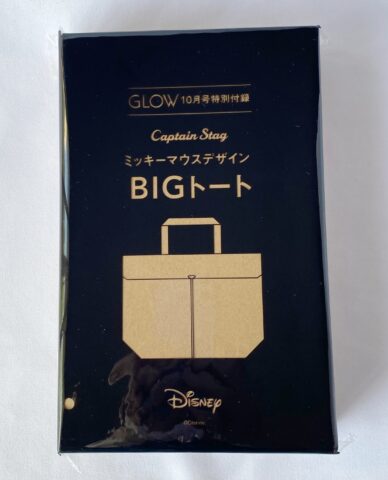 GLOW 10月号特別付録
Captain Stag
ミッキーマウスデザイン
BIGトート
Disney
©Disney